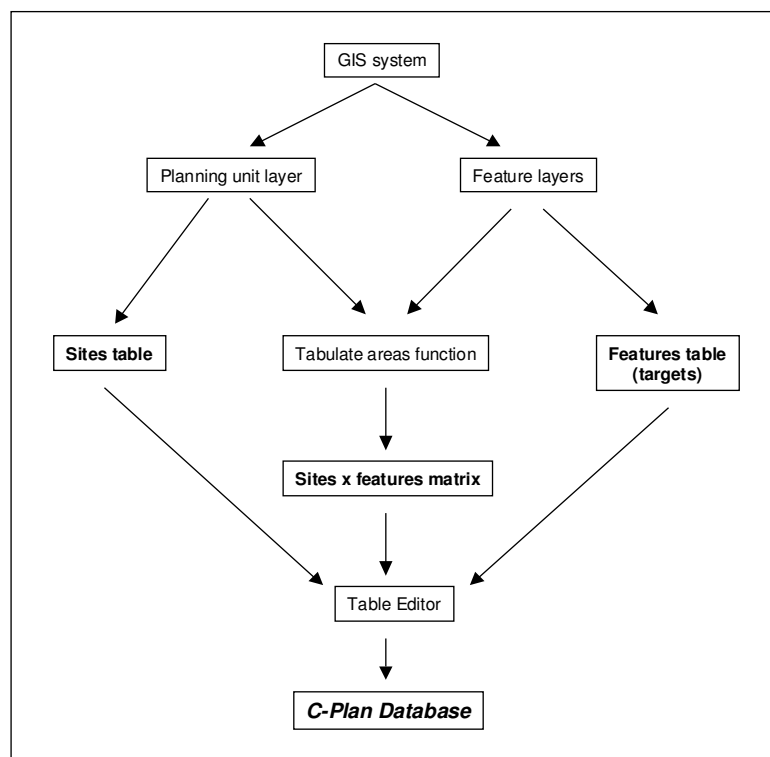 GIS system
Planning unit layer
Feature layers
Sites table
Tabulate areas function
Features table
(targets)
Sites x features matrix
Table Editor
C-Plan Database